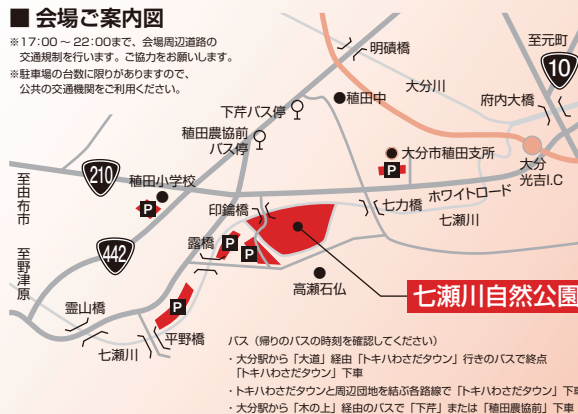 ■ 会場ご案内図
※17:00～22:00まで、会場周辺道路の
交通規制を行います。ご協力をお願いします。
※駐車場の台数に限りがありますので、
公共の交通機関をご利用ください。
明磧橋
至元町
10
大分川
府内大橋
下芹バス停
稙田中
稙田農協前
バス停
大分市稙田支所
P
大分
光吉I.C
210
稙田小学校
P
ホワイトロード
至由布市
印鑰橋
七力橋
七瀬川
442
露橋
P
P
至野津原
高瀬石仏
七瀬川自然公園
P
霊山橋
平野橋
七瀬川
バス（帰りのバスの時刻を確認してください）
・大分駅から「大道」経由「トキハわさだタウン」行きのバスで終点
「トキハわさだタウン」下車
・トキハわさだタウンと周辺団地を結ぶ各路線で「トキハわさだタウン」下車
・大分駅から「木の上」経由のバスで「下芹」または「稙田農協前」下車